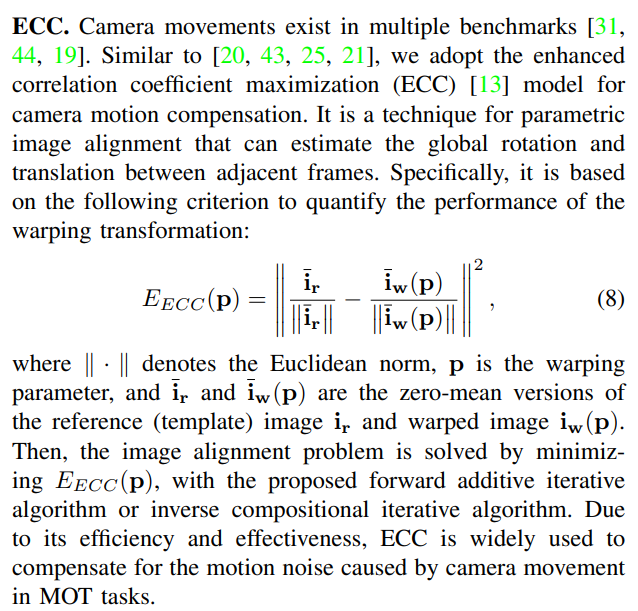 ECC. Camera movements exist in multiple benchmarks [31,
44, 19]. Similar to [20, 43, 25, 21], we adopt the enhanced
correlation coefficient maximization (ECC) [13] model for
camera motion compensation. It is a technique for parametric
image alignment that can estimate the global rotation and
translation between adjacent frames. Specifically, it is based
on the following criterion to quantify the performance of the
warping transformation:
$E_{ECC}(\mathbf{p}) = \left\| \frac{\bar{\mathbf{i}}_{\mathbf{r}}}{\|\bar{\mathbf{i}}_{\mathbf{r}}\|} - \frac{\bar{\mathbf{i}}_{\mathbf{w}}(\mathbf{p})}{\|\bar{\mathbf{i}}_{\mathbf{w}}(\mathbf{p})\|} \right\|^2,$ (8)
where ‖ · ‖ denotes the Euclidean norm, $\mathbf{p}$ is the warping
parameter, and $\bar{\mathbf{i}}_{\mathbf{r}}$ and $\bar{\mathbf{i}}_{\mathbf{w}}(\mathbf{p})$ are the zero-mean versions of
the reference (template) image $\mathbf{i}_{\mathbf{r}}$ and warped image $\mathbf{i}_{\mathbf{w}}(\mathbf{p})$.
Then, the image alignment problem is solved by minimiz-
ing $E_{ECC}(\mathbf{p})$, with the proposed forward additive iterative
algorithm or inverse compositional iterative algorithm. Due
to its efficiency and effectiveness, ECC is widely used to
compensate for the motion noise caused by camera movement
in MOT tasks.